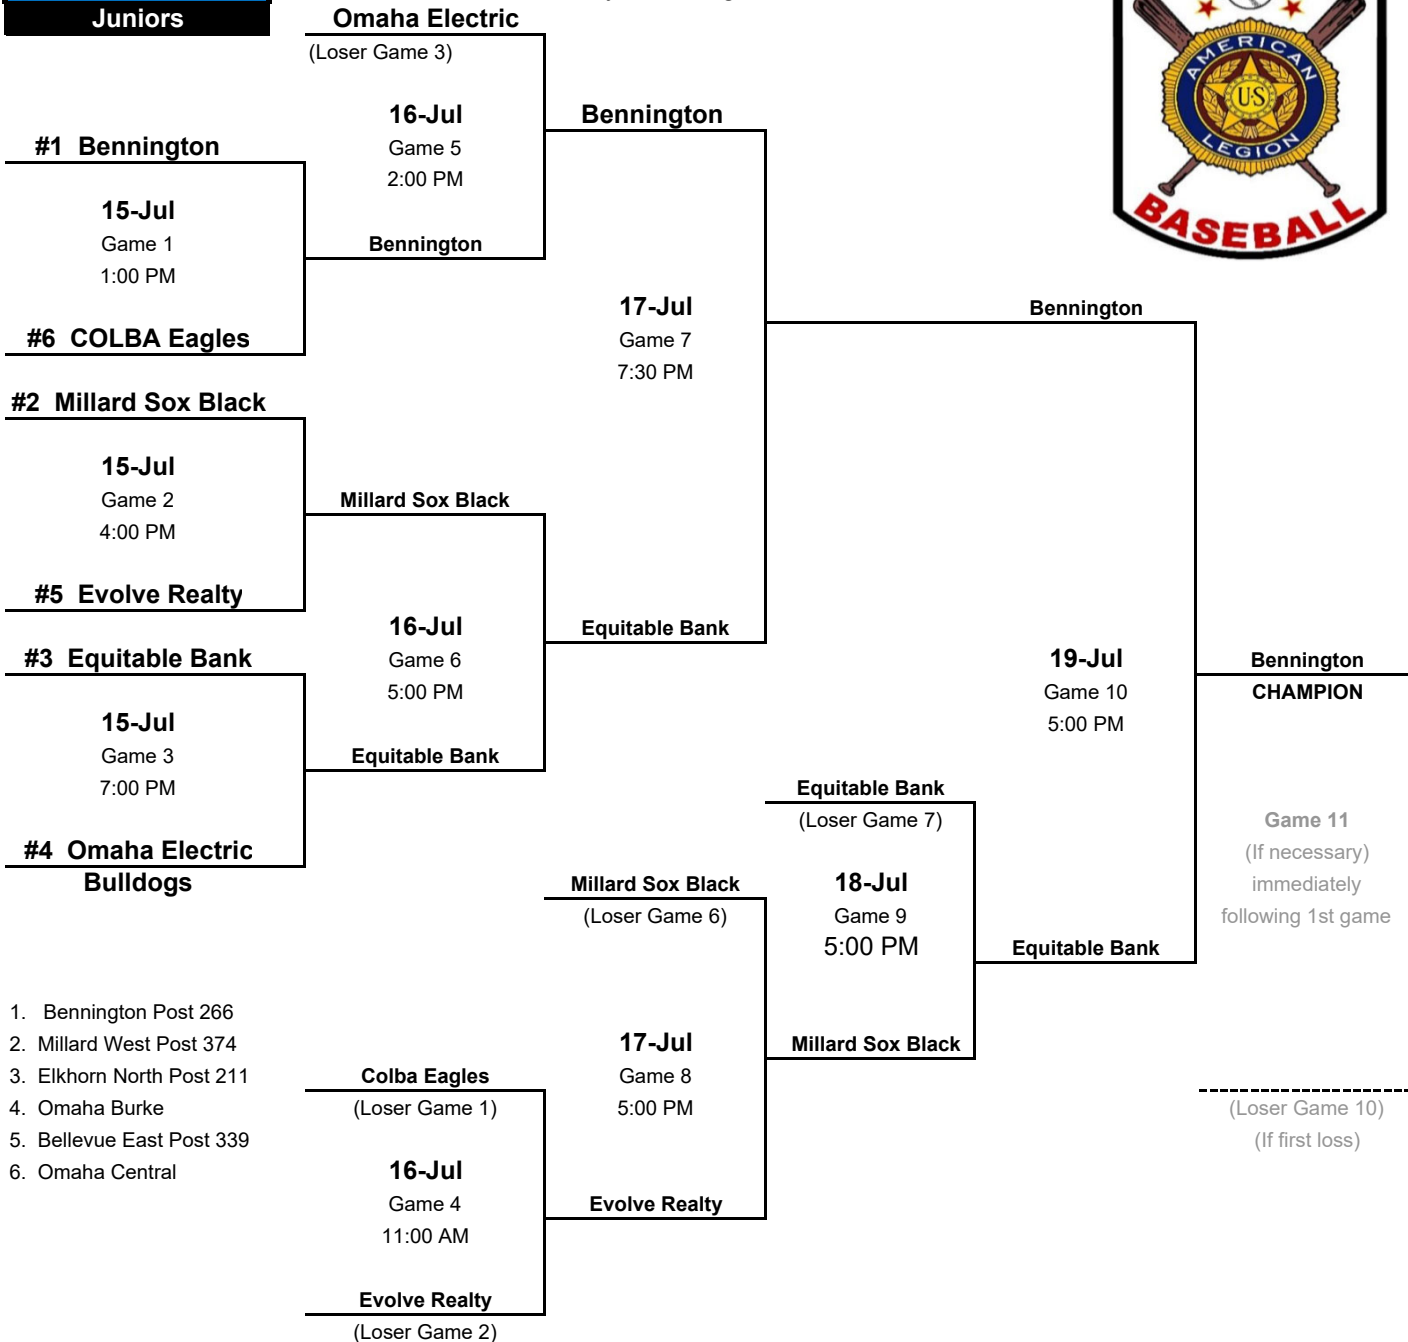 Juniors
Omaha Electric
(Loser Game 3)
16-Jul
Game 5
2:00 PM
Bennington
#1 Bennington
15-Jul
Game 1
1:00 PM
Bennington
#6 COLBA Eagles
17-Jul
Game 7
7:30 PM
Bennington
AMERICAN
U·S
LEGION
BASEBALL
#2 Millard Sox Black
15-Jul
Game 2
4:00 PM
Millard Sox Black
#5 Evolve Realty
16-Jul
Game 6
5:00 PM
Equitable Bank
#3 Equitable Bank
15-Jul
Game 3
7:00 PM
Equitable Bank
#4 Omaha Electric
Bulldogs
19-Jul
Game 10
5:00 PM
Bennington
CHAMPION
Equitable Bank
(Loser Game 7)
18-Jul
Game 9
5:00 PM
Equitable Bank
Game 11
(If necessary)
immediately
following 1st game
Millard Sox Black
(Loser Game 6)
17-Jul
Game 8
5:00 PM
Millard Sox Black
1. Bennington Post 266
2. Millard West Post 374
3. Elkhorn North Post 211
4. Omaha Burke
5. Bellevue East Post 339
6. Omaha Central
Colba Eagles
(Loser Game 1)
16-Jul
Game 4
11:00 AM
Evolve Realty
Evolve Realty
(Loser Game 2)
(Loser Game 10)
(If first loss)